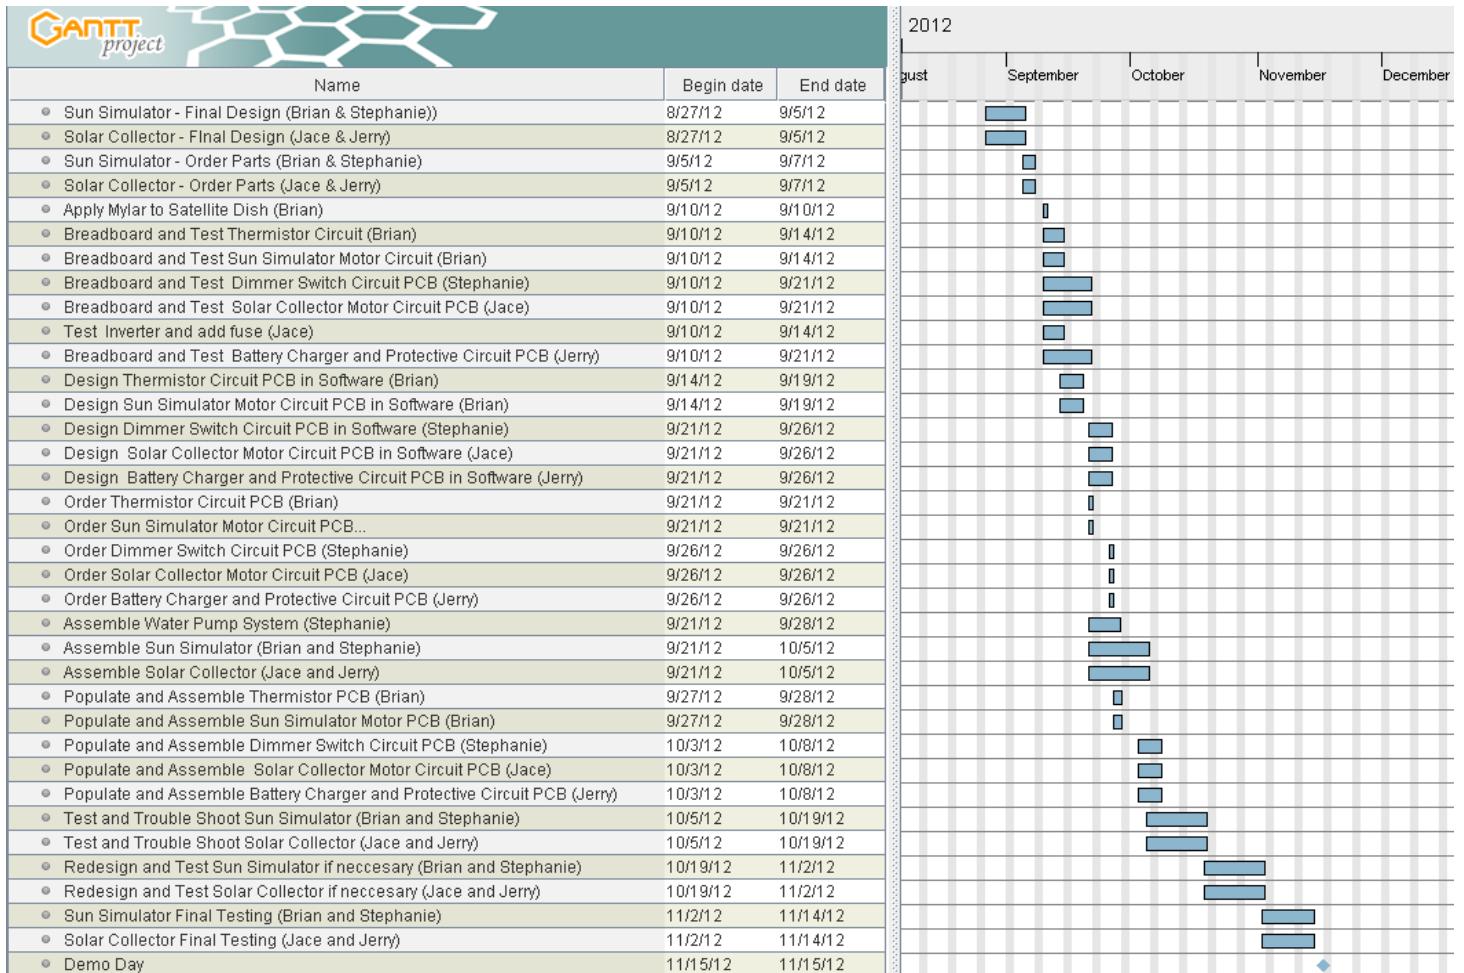 GANTT
project
2012
gust September October November December
Name Begin date End date
Sun Simulator - Final Design (Brian & Stephanie)) 8/27/12 9/5/12
Solar Collector - FInal Design (Jace & Jerry) 8/27/12 9/5/12
Sun Simulator - Order Parts (Brian & Stephanie) 9/5/12 9/7/12
Solar Collector - Order Parts (Jace & Jerry) 9/5/12 9/7/12
Apply Mylar to Satellite Dish (Brian) 9/10/12 9/10/12
Breadboard and Test Thermistor Circuit (Brian) 9/10/12 9/14/12
Breadboard and Test Sun Simulator Motor Circuit (Brian) 9/10/12 9/14/12
Breadboard and Test Dimmer Switch Circuit PCB (Stephanie) 9/10/12 9/21/12
Breadboard and Test Solar Collector Motor Circuit PCB (Jace) 9/10/12 9/21/12
Test Inverter and add fuse (Jace) 9/10/12 9/14/12
Breadboard and Test Battery Charger and Protective Circuit PCB (Jerry) 9/10/12 9/21/12
Design Thermistor Circuit PCB in Software (Brian) 9/14/12 9/19/12
Design Sun Simulator Motor Circuit PCB in Software (Brian) 9/14/12 9/19/12
Design Dimmer Switch Circuit PCB in Software (Stephanie) 9/21/12 9/26/12
Design Solar Collector Motor Circuit PCB in Software (Jace) 9/21/12 9/26/12
Design Battery Charger and Protective Circuit PCB in Software (Jerry) 9/21/12 9/26/12
Order Thermistor Circuit PCB (Brian) 9/21/12 9/21/12
Order Sun Simulator Motor Circuit PCB... 9/21/12 9/21/12
Order Dimmer Switch Circuit PCB (Stephanie) 9/26/12 9/26/12
Order Solar Collector Motor Circuit PCB (Jace) 9/26/12 9/26/12
Order Battery Charger and Protective Circuit PCB (Jerry) 9/26/12 9/26/12
Assemble Water Pump System (Stephanie) 9/21/12 9/28/12
Assemble Sun Simulator (Brian and Stephanie) 9/21/12 10/5/12
Assemble Solar Collector (Jace and Jerry) 9/21/12 10/5/12
Populate and Assemble Thermistor PCB (Brian) 9/27/12 9/28/12
Populate and Assemble Sun Simulator Motor PCB (Brian) 9/27/12 9/28/12
Populate and Assemble Dimmer Switch Circuit PCB (Stephanie) 10/3/12 10/8/12
Populate and Assemble Solar Collector Motor Circuit PCB (Jace) 10/3/12 10/8/12
Populate and Assemble Battery Charger and Protective Circuit PCB (Jerry) 10/3/12 10/8/12
Test and Trouble Shoot Sun Simulator (Brian and Stephanie) 10/5/12 10/19/12
Test and Trouble Shoot Solar Collector (Jace and Jerry) 10/5/12 10/19/12
Redesign and Test Sun Simulator if neccesary (Brian and Stephanie) 10/19/12 11/2/12
Redesign and Test Solar Collector if neccesary (Jace and Jerry) 10/19/12 11/2/12
Sun Simulator Final Testing (Brian and Stephanie) 11/2/12 11/14/12
Solar Collector Final Testing (Jace and Jerry) 11/2/12 11/14/12
Demo Day 11/15/12 11/15/12